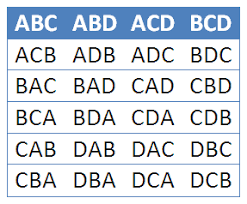 ABC ABD ACD BCD
ACB ADB ADC BDC
BAC BAD CAD CBD
BCA BDA CDA CDB
CAB DAB DAC DBC
CBA DBA DCA DCB